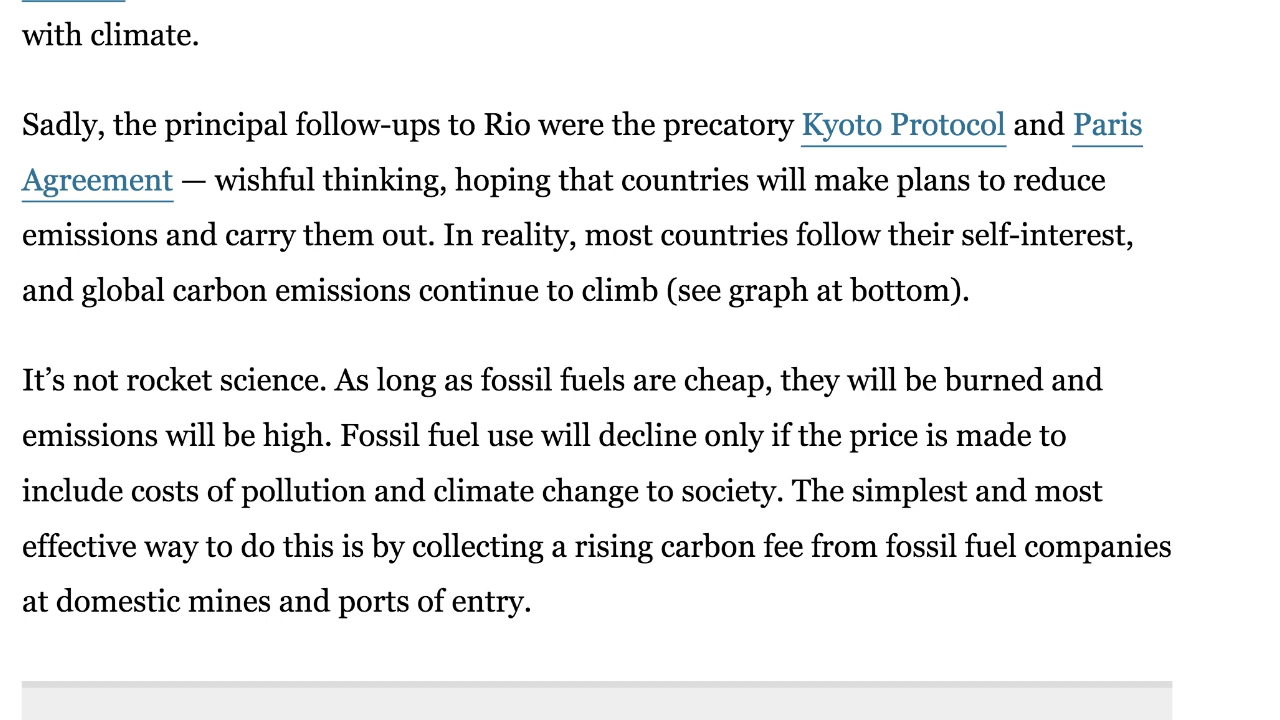 with climate.
Sadly, the principal follow-ups to Rio were the precatory Kyoto Protocol and Paris
Agreement — wishful thinking, hoping that countries will make plans to reduce
emissions and carry them out. In reality, most countries follow their self-interest,
and global carbon emissions continue to climb (see graph at bottom).
It’s not rocket science. As long as fossil fuels are cheap, they will be burned and
emissions will be high. Fossil fuel use will decline only if the price is made to
include costs of pollution and climate change to society. The simplest and most
effective way to do this is by collecting a rising carbon fee from fossil fuel companies
at domestic mines and ports of entry.